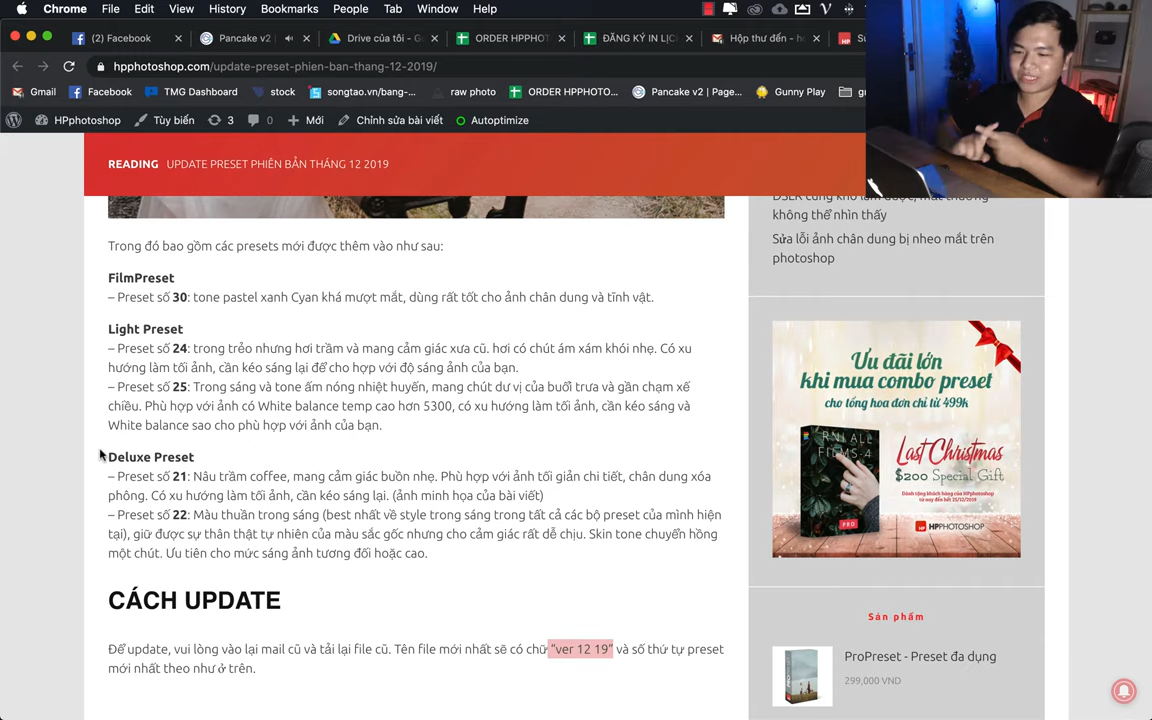 Chrome File Edit View History Bookmarks People Tab Window Help
(2) Facebook
Pancake v2 |
Drive của tôi - G
ORDER HPPHOT
ĐĂNG KÝ IN LỊC
Hộp thư đến - h
Su
hpphotoshop.com/update-preset-phien-ban-thang-12-2019/
Gmail Facebook TMG Dashboard stock songtao.vn/bang-... raw photo ORDER HPPHOTO... Pancake v2 | Page... Gunny Play
HPphotoshop Tùy biến 3 0 Mới Chỉnh sửa bài viết Autoptimize
READING UPDATE PRESET PHIÊN BẢN THÁNG 12 2019
Trong đó bao gồm các presets mới được thêm vào như sau:
FilmPreset
– Preset số 30: tone pastel xanh Cyan khá mượt mắt, dùng rất tốt cho ảnh chân dung và tĩnh vật.
Light Preset
– Preset số 24: trong trẻo nhưng hơi trầm và mang cảm giác xưa cũ. hơi có chút ám xám khói nhẹ. Có xu
hướng làm tối ảnh, cần kéo sáng lại để cho hợp với độ sáng ảnh của bạn.
– Preset số 25: Trong sáng và tone ấm nóng nhiệt huyến, mang chút dư vị của buổi trưa và gần chạm xế
chiều. Phù hợp với ảnh có White balance temp cao hơn 5300, có xu hướng làm tối ảnh, cần kéo sáng và
White balance sao cho phù hợp với ảnh của bạn.
Deluxe Preset
– Preset số 21: Nâu trầm coffee, mang cảm giác buồn nhẹ. Phù hợp với ảnh tối giản chi tiết, chân dung xóa
phông. Có xu hướng làm tối ảnh, cần kéo sáng lại. (ảnh minh họa của bài viết)
– Preset số 22: Màu thuần trong sáng (best nhất về style trong sáng trong tất cả các bộ preset của mình hiện
tại), giữ được sự thân thật tự nhiên của màu sắc gốc nhưng cho cảm giác rất dễ chịu. Skin tone chuyển hồng
một chút. Ưu tiên cho mức sáng ảnh tương đối hoặc cao.
CÁCH UPDATE
Để update, vui lòng vào lại mail cũ và tải lại file cũ. Tên file mới nhất sẽ có chữ “ver 12 19” và số thứ tự preset
mới nhất theo như ở trên.
DSLR cũng khó làm được, mắt thường
không thể nhìn thấy
Sửa lỗi ảnh chân dung bị nheo mắt trên
photoshop
Ưu đãi lớn
khi mua combo preset
cho tổng hoa đơn chỉ từ 499k
RNI ALL
FILMS-4
PRO
Last Christmas
$200 Special Gift
Dành tặng khách hàng của HPphotoshop
từ nay đến hết 25/12/2019
HPPHOTOSHOP
Sản phẩm
ProPreset - Preset đa dụng
299,000 VND